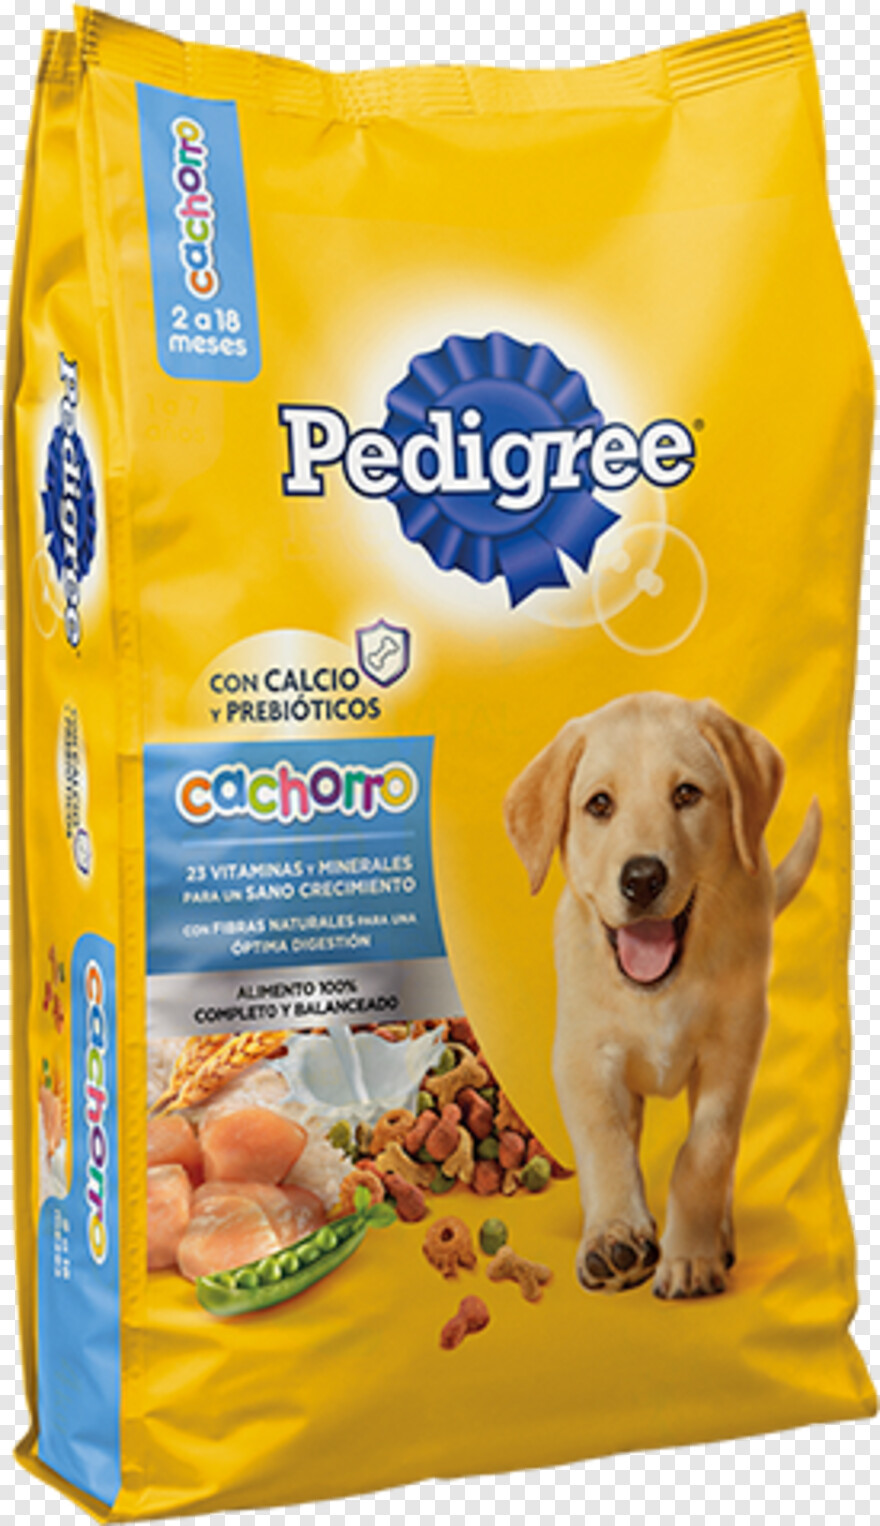 cachorro
2 a 18
meses
Pedigree®
Pedigree
CON CALCIO
Y PREBIÓTICOS
cachorro
23 VITAMINAS Y MINERALES
PARA UN SANO CRECIMIENTO
CON FIBRAS NATURALES PARA UNA
ÓPTIMA DIGESTIÓN
ALIMENTO 100%
COMPLETO Y BALANCEADO
cachorro